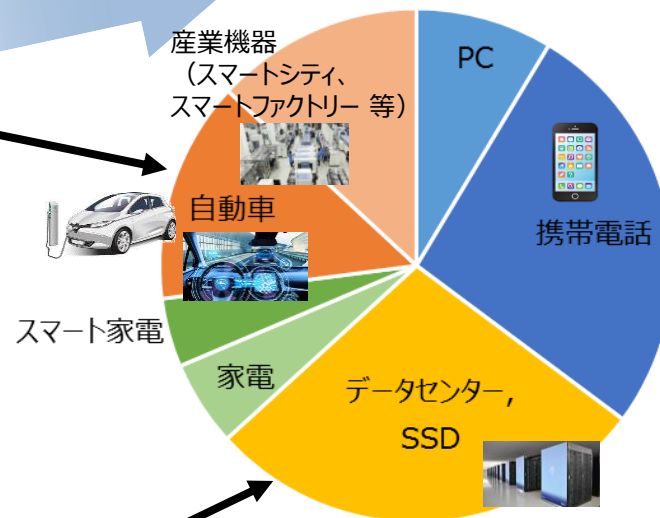 産業機器
（スマートシティ、
スマートファクトリー 等）
PC
携帯電話
自動車
スマート家電
家電
データセンター,
SSD